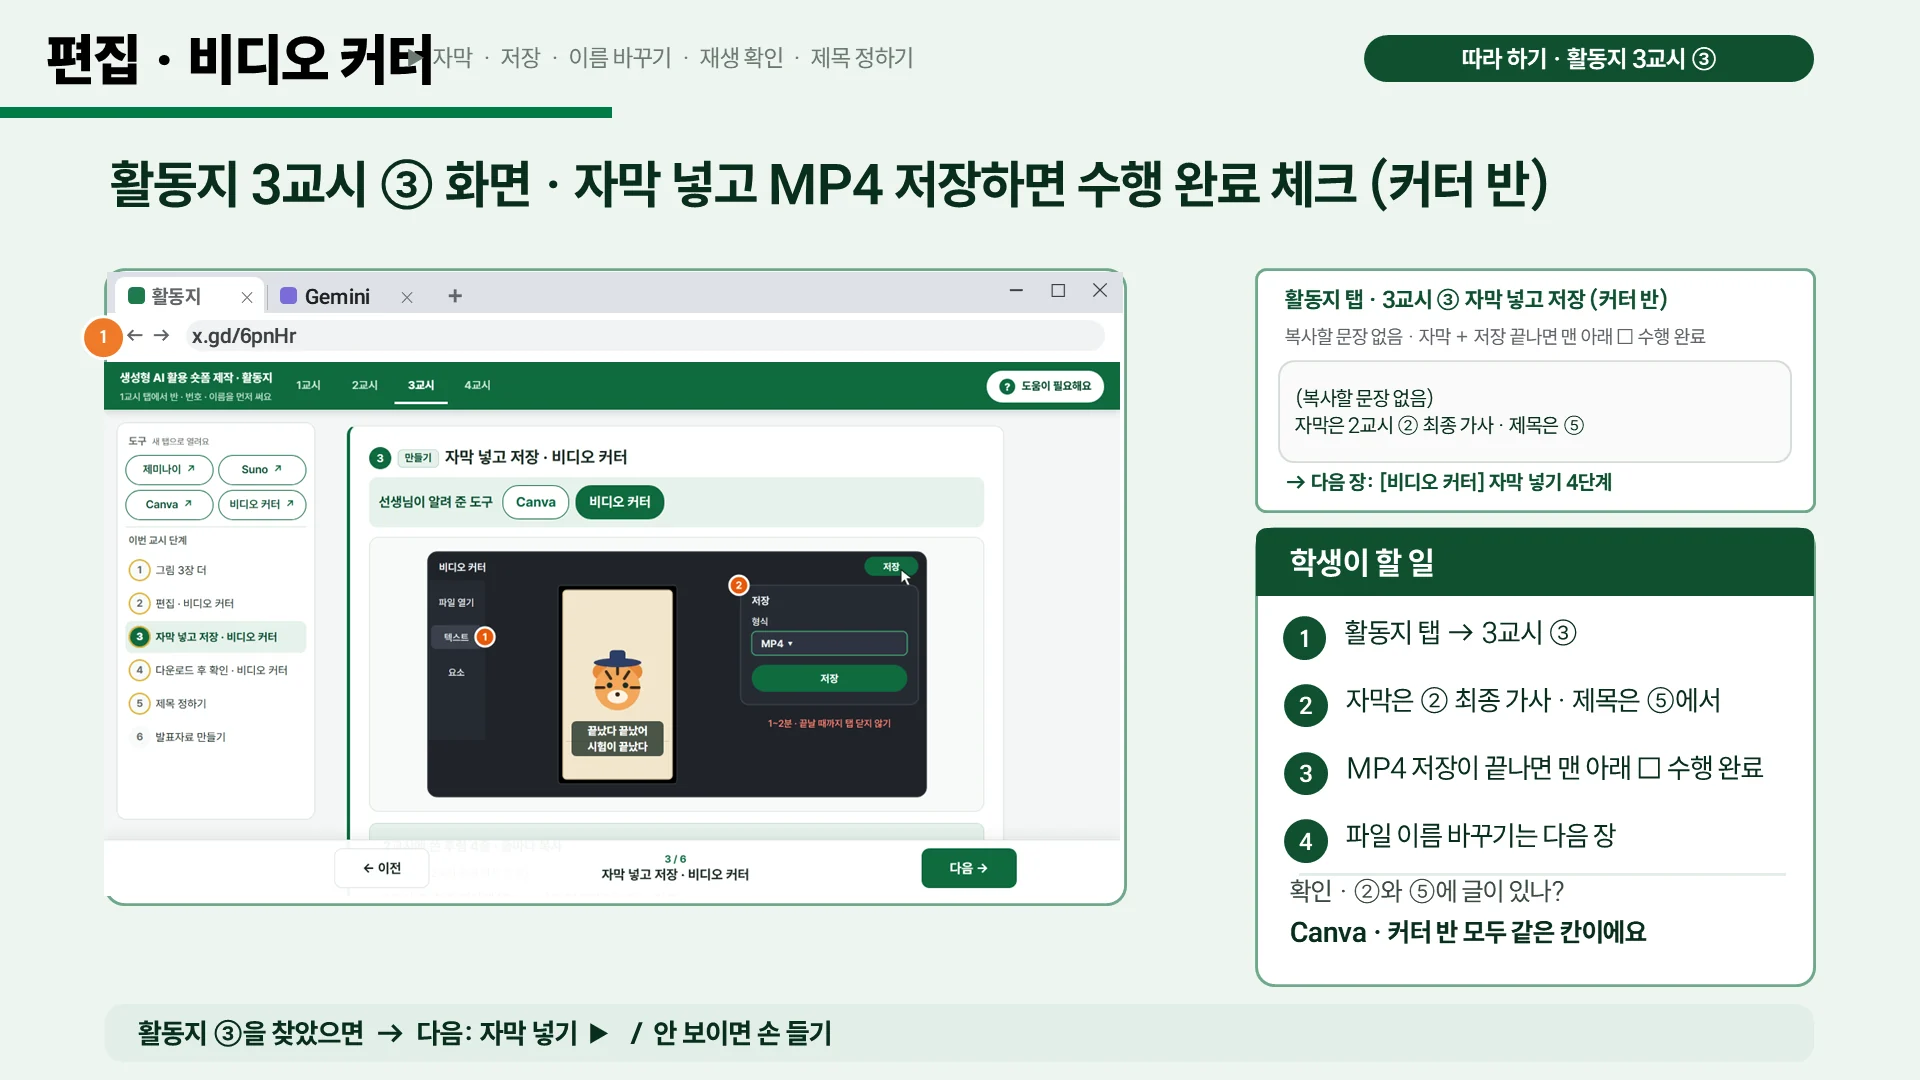 편집 · 비디오 커터
▶ 자막 · 저장 · 이름 바꾸기 · 재생 확인 · 제목 정하기
따라 하기 · 활동지 3교시 ③
활동지 3교시 ③ 화면 · 자막 넣고 MP4 저장하면 수행 완료 체크 (커터 반)
활동지
Gemini
1
x.gd/6pnHr
생성형 AI 활용 숏폼 제작 · 활동지
1교시 탭에서 반 · 번호 · 이름을 먼저 써요
1교시
2교시
3교시
4교시
? 도움이 필요해요
도구 새 탭으로 열려요
제미나이 ↗
Suno ↗
Canva ↗
비디오 커터 ↗
이번 교시 단계
1 그림 3장 더
2 편집 · 비디오 커터
3 자막 넣고 저장 · 비디오 커터
4 다운로드 후 확인 · 비디오 커터
5 제목 정하기
6 발표자료 만들기
3 만들기 자막 넣고 저장 · 비디오 커터
선생님이 알려 준 도구 Canva 비디오 커터
비디오 커터
저장
파일 열기
텍스트 1
요소
끝났다 끝났어
시험이 끝났다
2
저장
형식
MP4 ▾
저장
1~2분 · 끝날 때까지 탭 닫지 않기
← 이전
3 / 6
자막 넣고 저장 · 비디오 커터
다음 →
활동지 탭 · 3교시 ③ 자막 넣고 저장 (커터 반)
복사할 문장 없음 · 자막 + 저장 끝나면 맨 아래 □ 수행 완료
(복사할 문장 없음)
자막은 2교시 ② 최종 가사 · 제목은 ⑤
→ 다음 장: [비디오 커터] 자막 넣기 4단계
학생이 할 일
1 활동지 탭 → 3교시 ③
2 자막은 ② 최종 가사 · 제목은 ⑤에서
3 MP4 저장이 끝나면 맨 아래 □ 수행 완료
4 파일 이름 바꾸기는 다음 장
확인 · ②와 ⑤에 글이 있나?
Canva · 커터 반 모두 같은 칸이에요
활동지 ③을 찾았으면 → 다음: 자막 넣기 ▶ / 안 보이면 손 들기